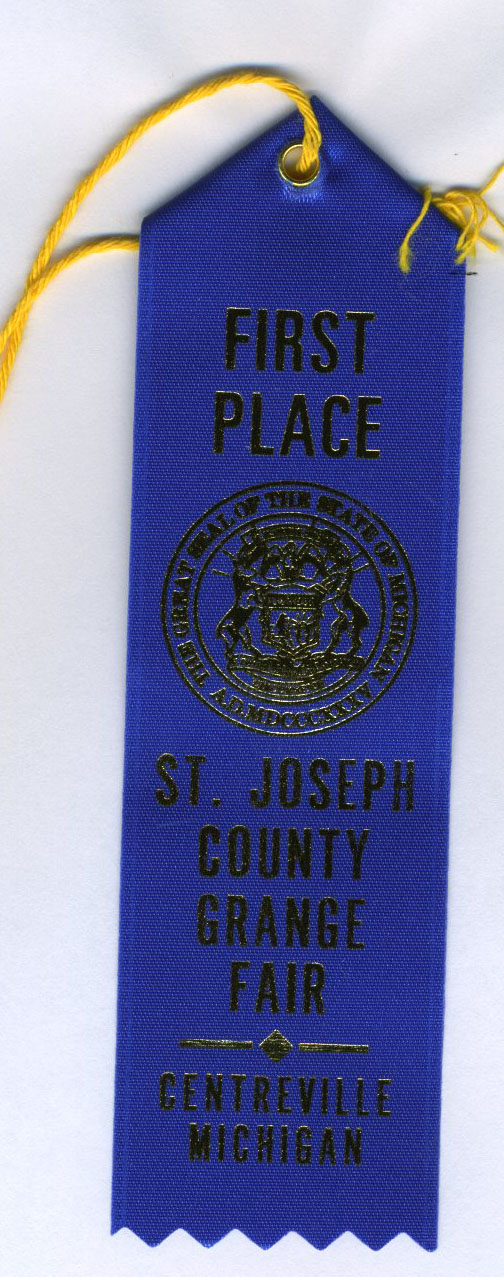 FIRST
PLACE
THE GREAT SEAL OF THE STATE OF MICHIGAN
A.D. MDCCCXXXV
ST. JOSEPH
COUNTY
GRANGE
FAIR
CENTREVILLE
MICHIGAN